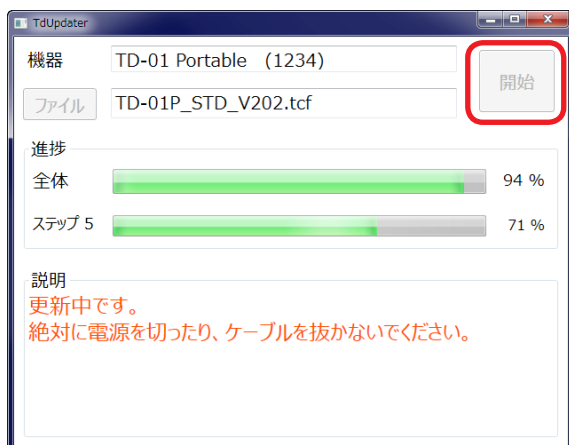 TdUpdater
機器 TD-01 Portable (1234)
開始
ファイル TD-01P_STD_V202.tcf
進捗
全体 94 %
ステップ 5 71 %
説明
更新中です。
絶対に電源を切ったり、ケーブルを抜かないでください。